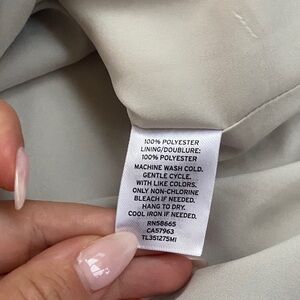 100% POLYESTER
LINING/DOUBLURE:
100% POLYESTER
MACHINE WASH COLD.
GENTLE CYCLE.
WITH LIKE COLORS.
ONLY NON-CHLORINE
BLEACH IF NEEDED.
HANG TO DRY.
COOL IRON IF NEEDED.
RN58665
CA57963
TL351275MI